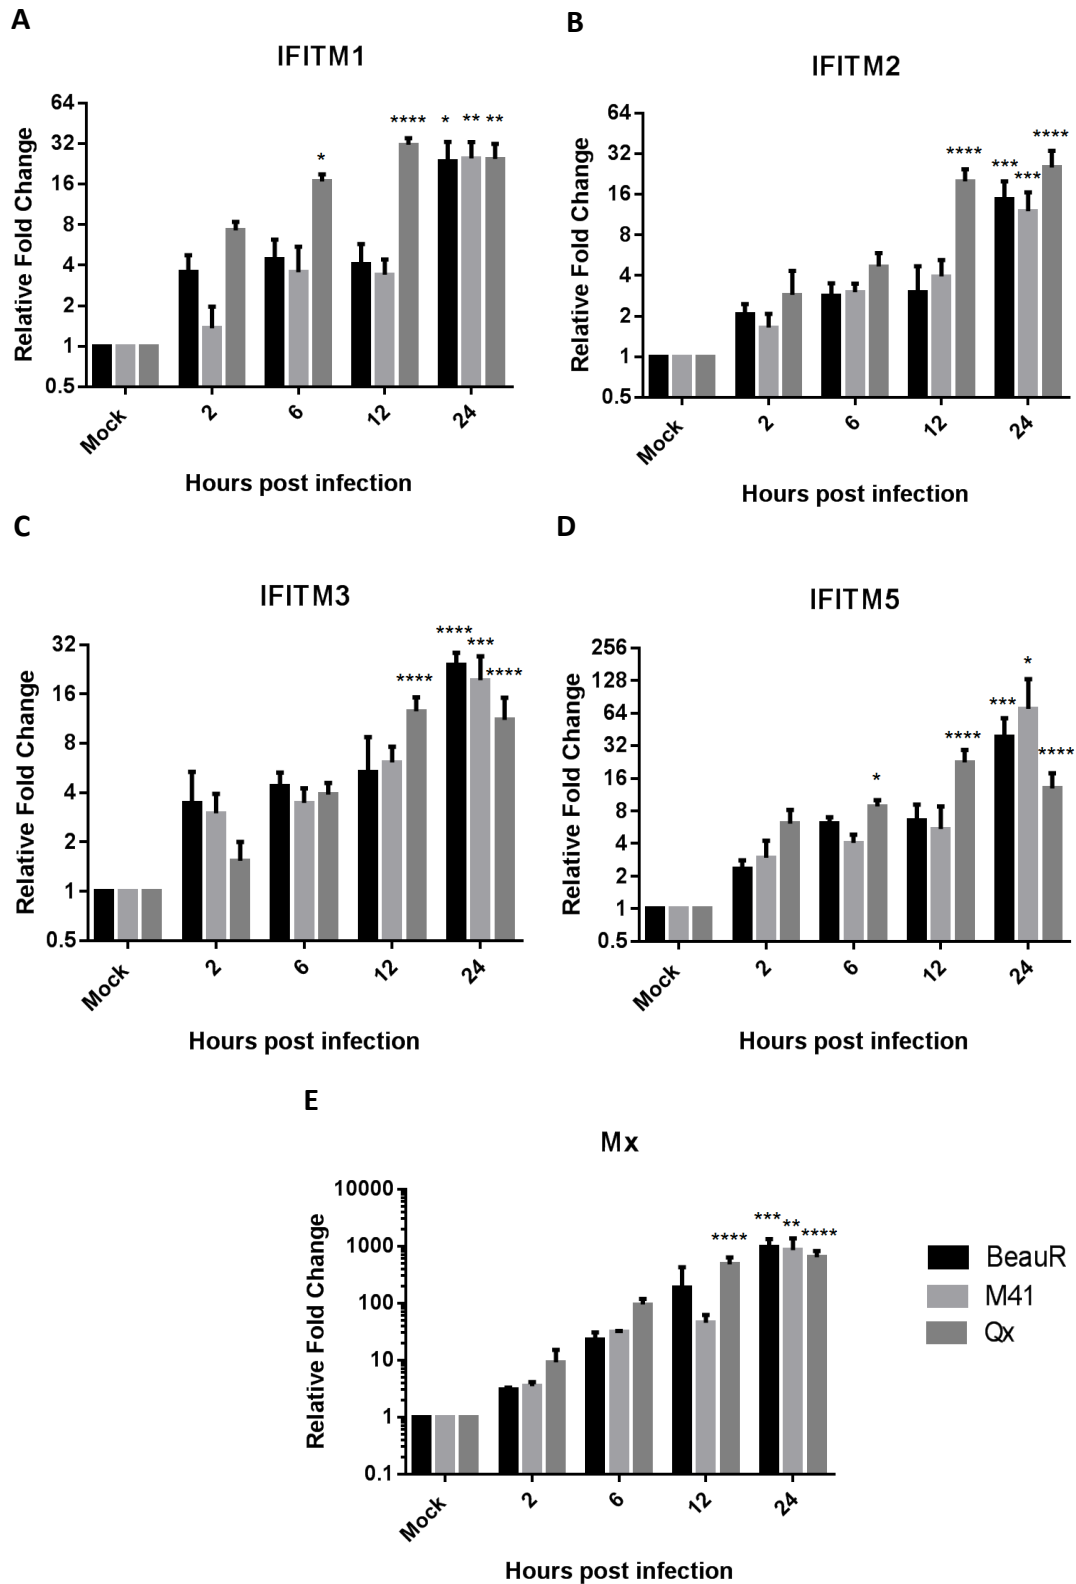 A
IFITM1
Relative Fold Change
64
32
16
8
4
2
1
0.5
*
****
* ** **
Mock 2 6 12 24
Hours post infection
B
IFITM2
Relative Fold Change
64
32
16
8
4
2
1
0.5
****
*** *** ****
Mock 2 6 12 24
Hours post infection
C
IFITM3
Relative Fold Change
32
16
8
4
2
1
0.5
****
**** *** ****
Mock 2 6 12 24
Hours post infection
D
IFITM5
Relative Fold Change
256
128
64
32
16
8
4
2
1
0.5
*
****
*** * ****
Mock 2 6 12 24
Hours post infection
E
Mx
Relative Fold Change
10000
1000
100
10
1
0.1
****
*** ** ****
Mock 2 6 12 24
Hours post infection
BeauR
M41
Qx